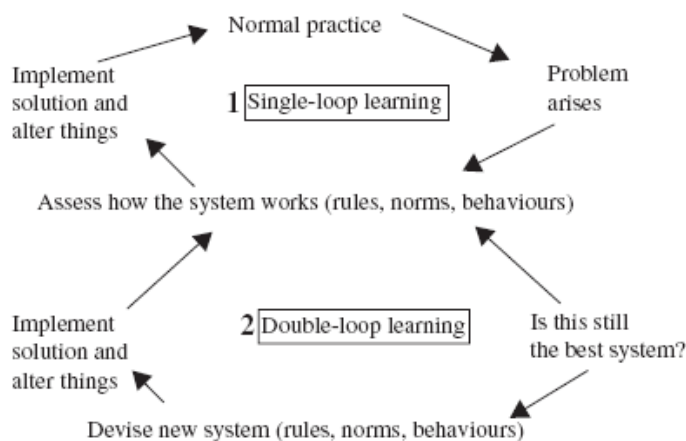 Normal practice
Implement
solution and
alter things
Problem
arises
1 Single-loop learning
Assess how the system works (rules, norms, behaviours)
Implement
solution and
alter things
2 Double-loop learning
Is this still
the best system?
Devise new system (rules, norms, behaviours)